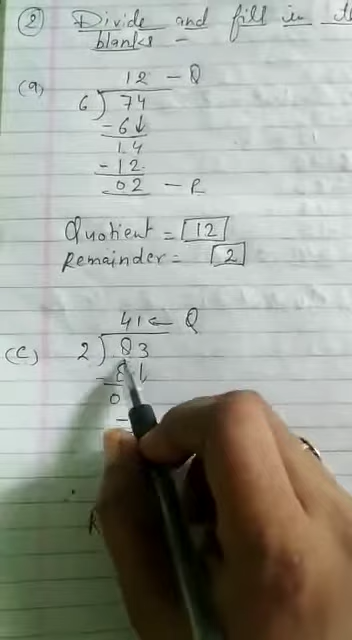 ② Divide and fill in
blanks -
(a) 12 - Q
6 ) 74
- 6↓
14
- 12
02 - R
Quotient = 12
Remainder = 2
41 ← Q
(c) 2 ) 83
- 8↓
0
-